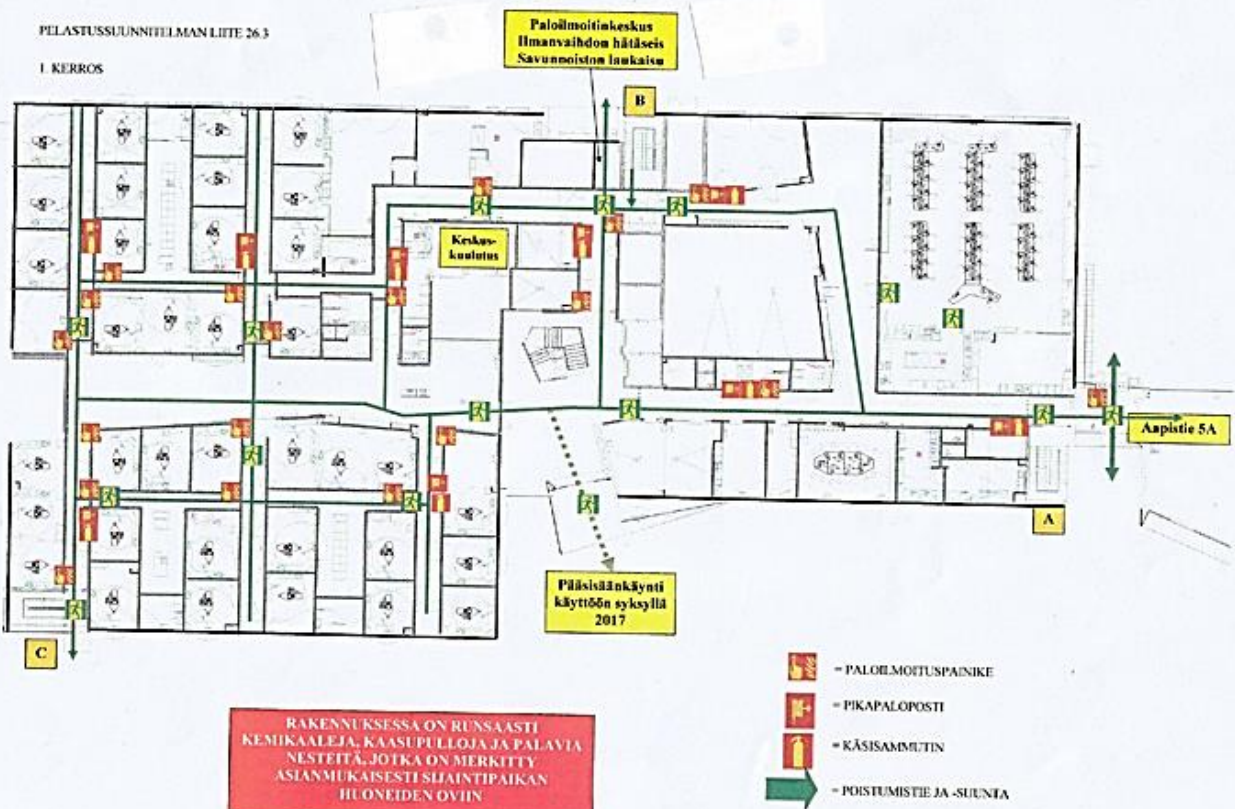 PELASTUSSUUNNITELMAN LIITE 26.3
1. KERROS
Paloilmoitinkeskus
Ilmanvaihdon hätäseis
Savunpoiston laukaisu
B
Keskus-
kuulutus
Aapistie 5A
A
Pääsisäänkäynti
käyttöön syksyllä
2017
C
RAKENNUKSESSA ON RUNSAASTI
KEMIKAALEJA, KAASUPULLOJA JA PALAVIA
NESTEITÄ, JOTKA ON MERKITTY
ASIANMUKAISESTI SIJAINTIPAIKAN
HUONEIDEN OVIIN
= PALOILMOITUSPAINIKE
= PIKAPALOPOSTI
= KÄSISAMMUTIN
= POISTUMISTIE JA -SUUNTA